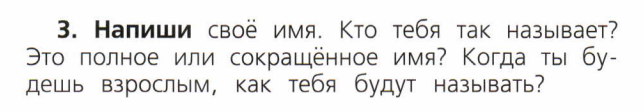 3. Напиши своё имя. Кто тебя так называет?
Это полное или сокращённое имя? Когда ты бу-
дешь взрослым, как тебя будут называть?